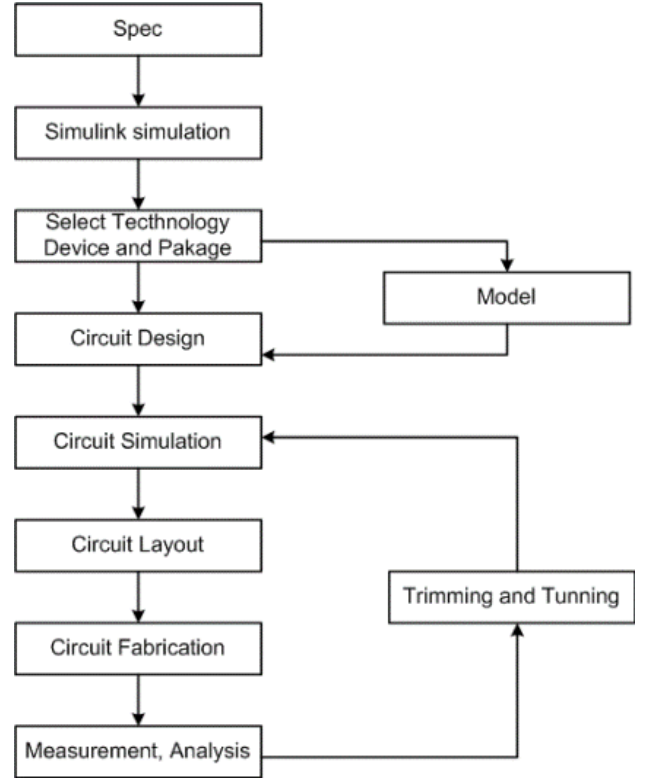 Spec
Simulink simulation
Select Tecthnology
Device and Pakage
Model
Circuit Design
Circuit Simulation
Circuit Layout
Trimming and Tunning
Circuit Fabrication
Measurement, Analysis